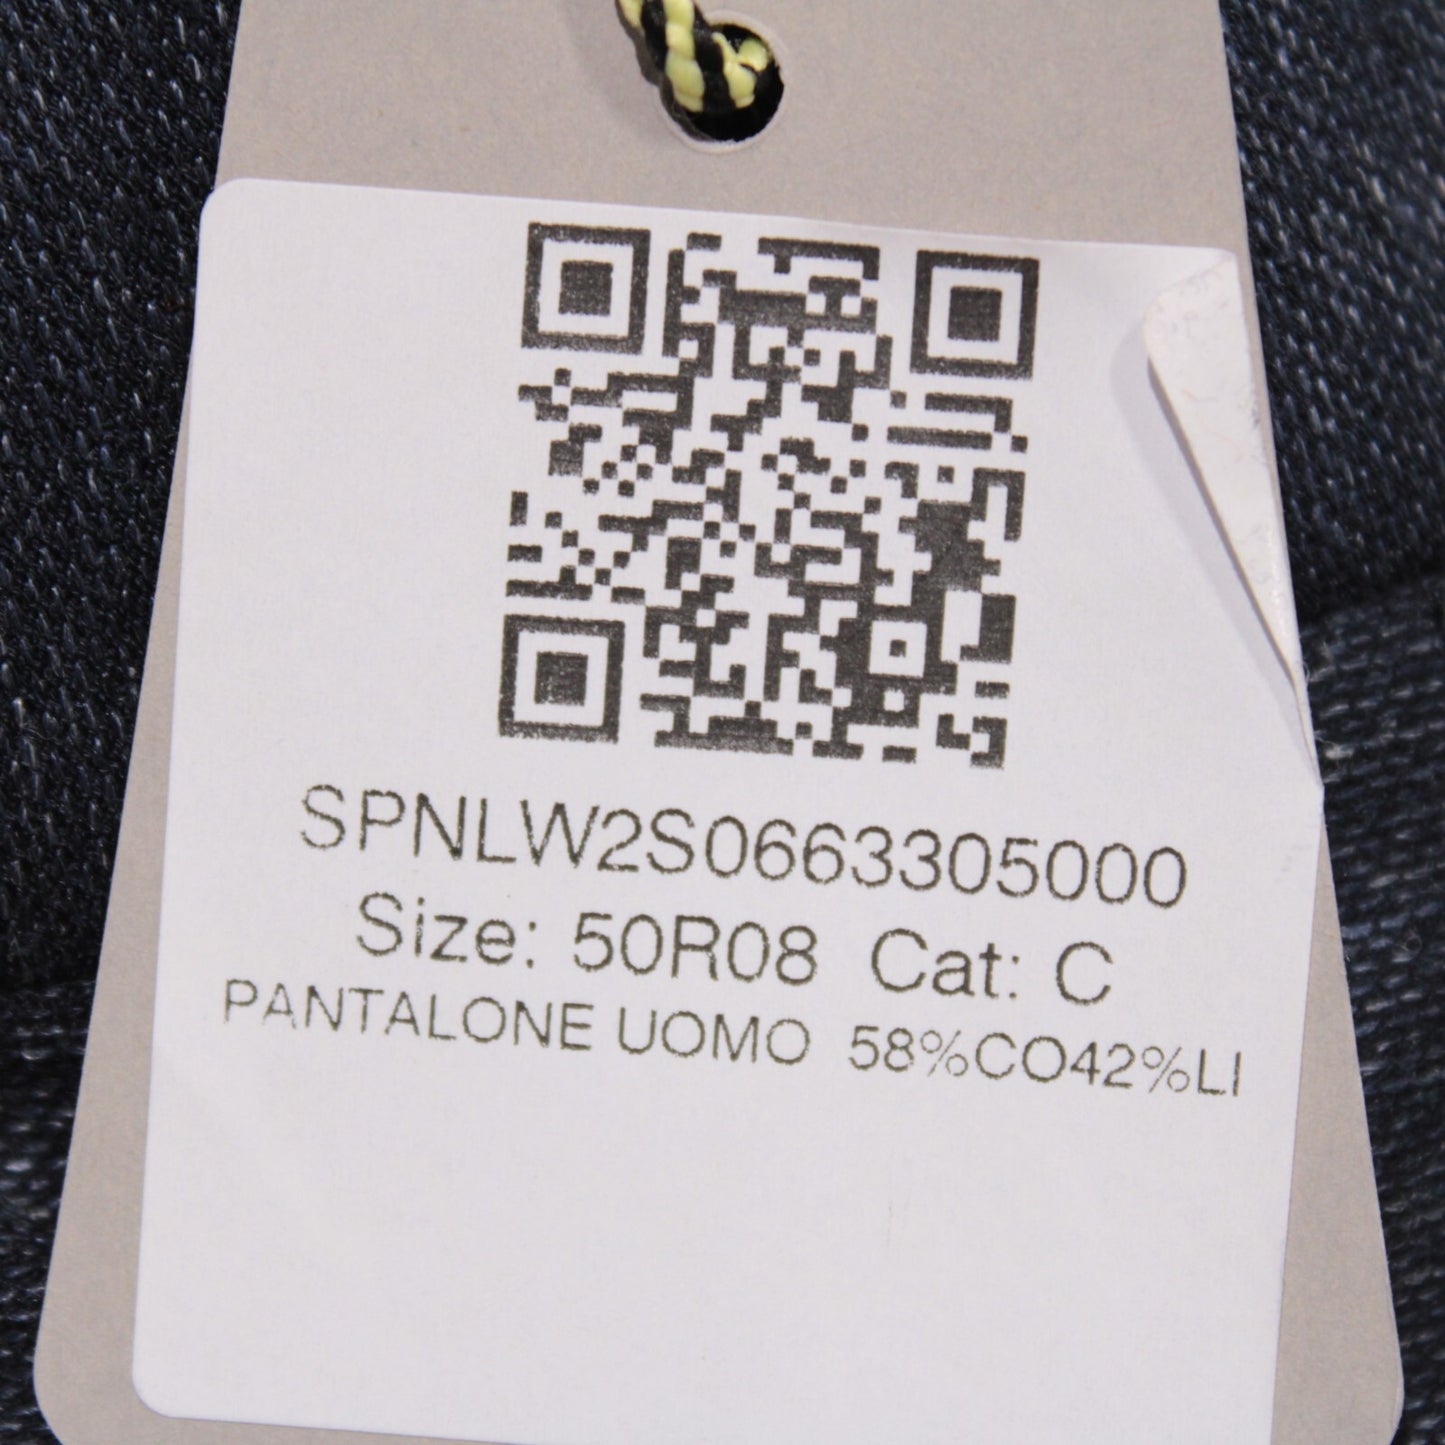 SPNLW2S0663305000
Size: 50R08 Cat: C
PANTALONE UOMO 58%CO42%LI